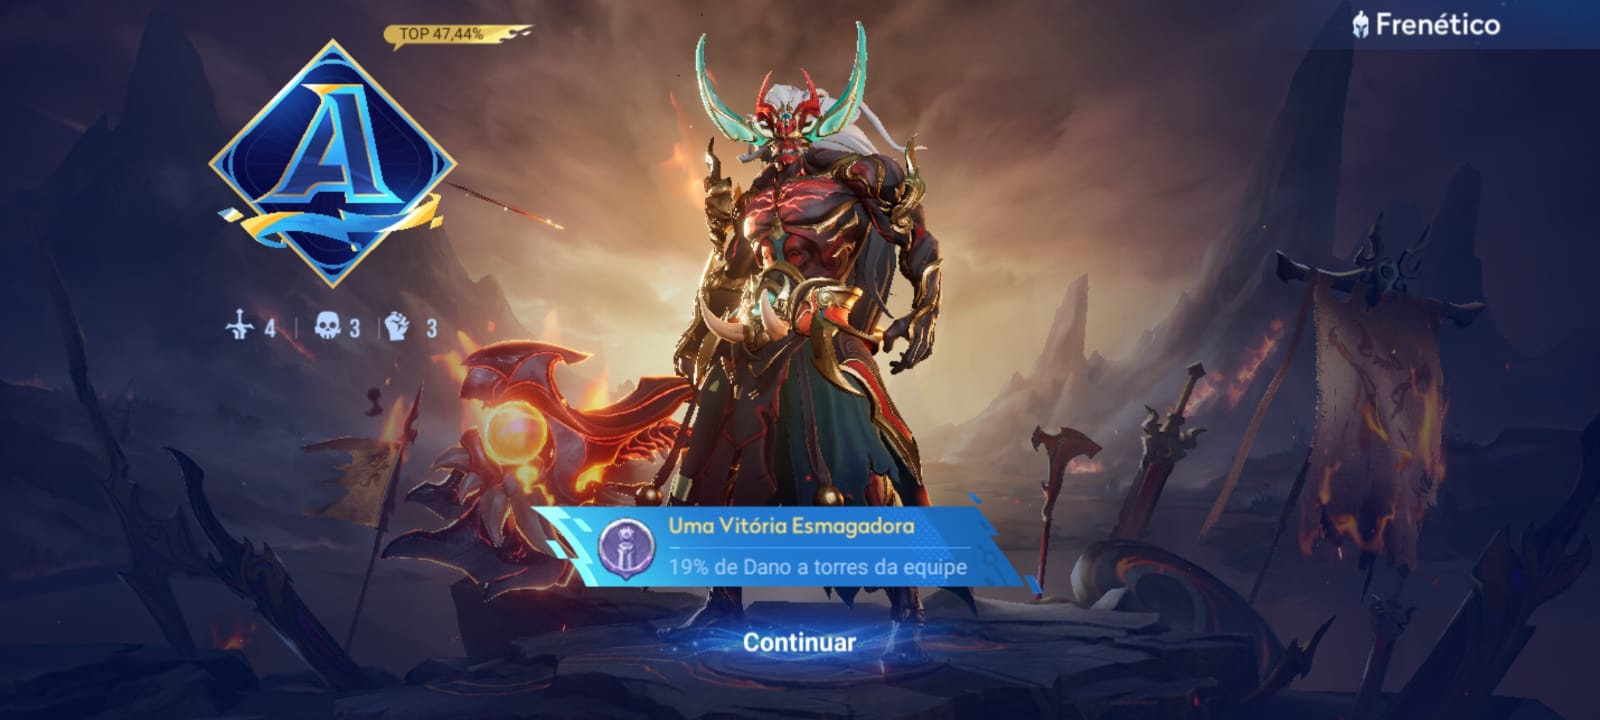 TOP 47,44%
Frenético
A
4 3 3
Uma Vitória Esmagadora
19% de Dano a torres da equipe
Continuar